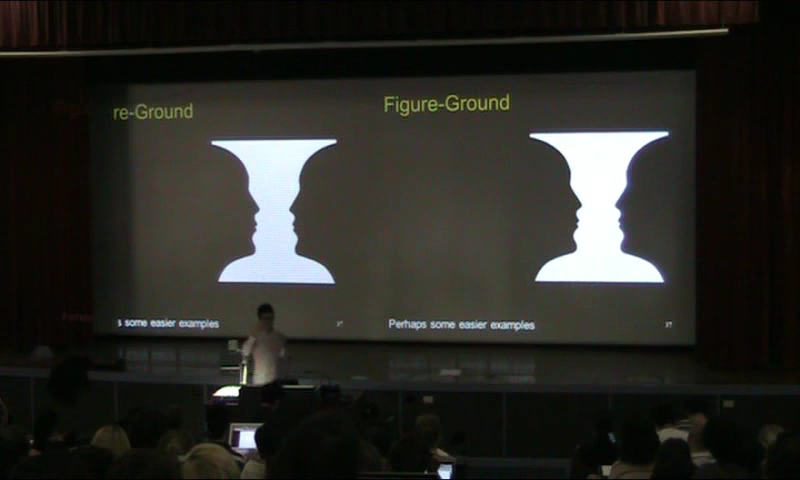 re-Ground
Figure-Ground
s some easier examples
37
Perhaps some easier examples
37